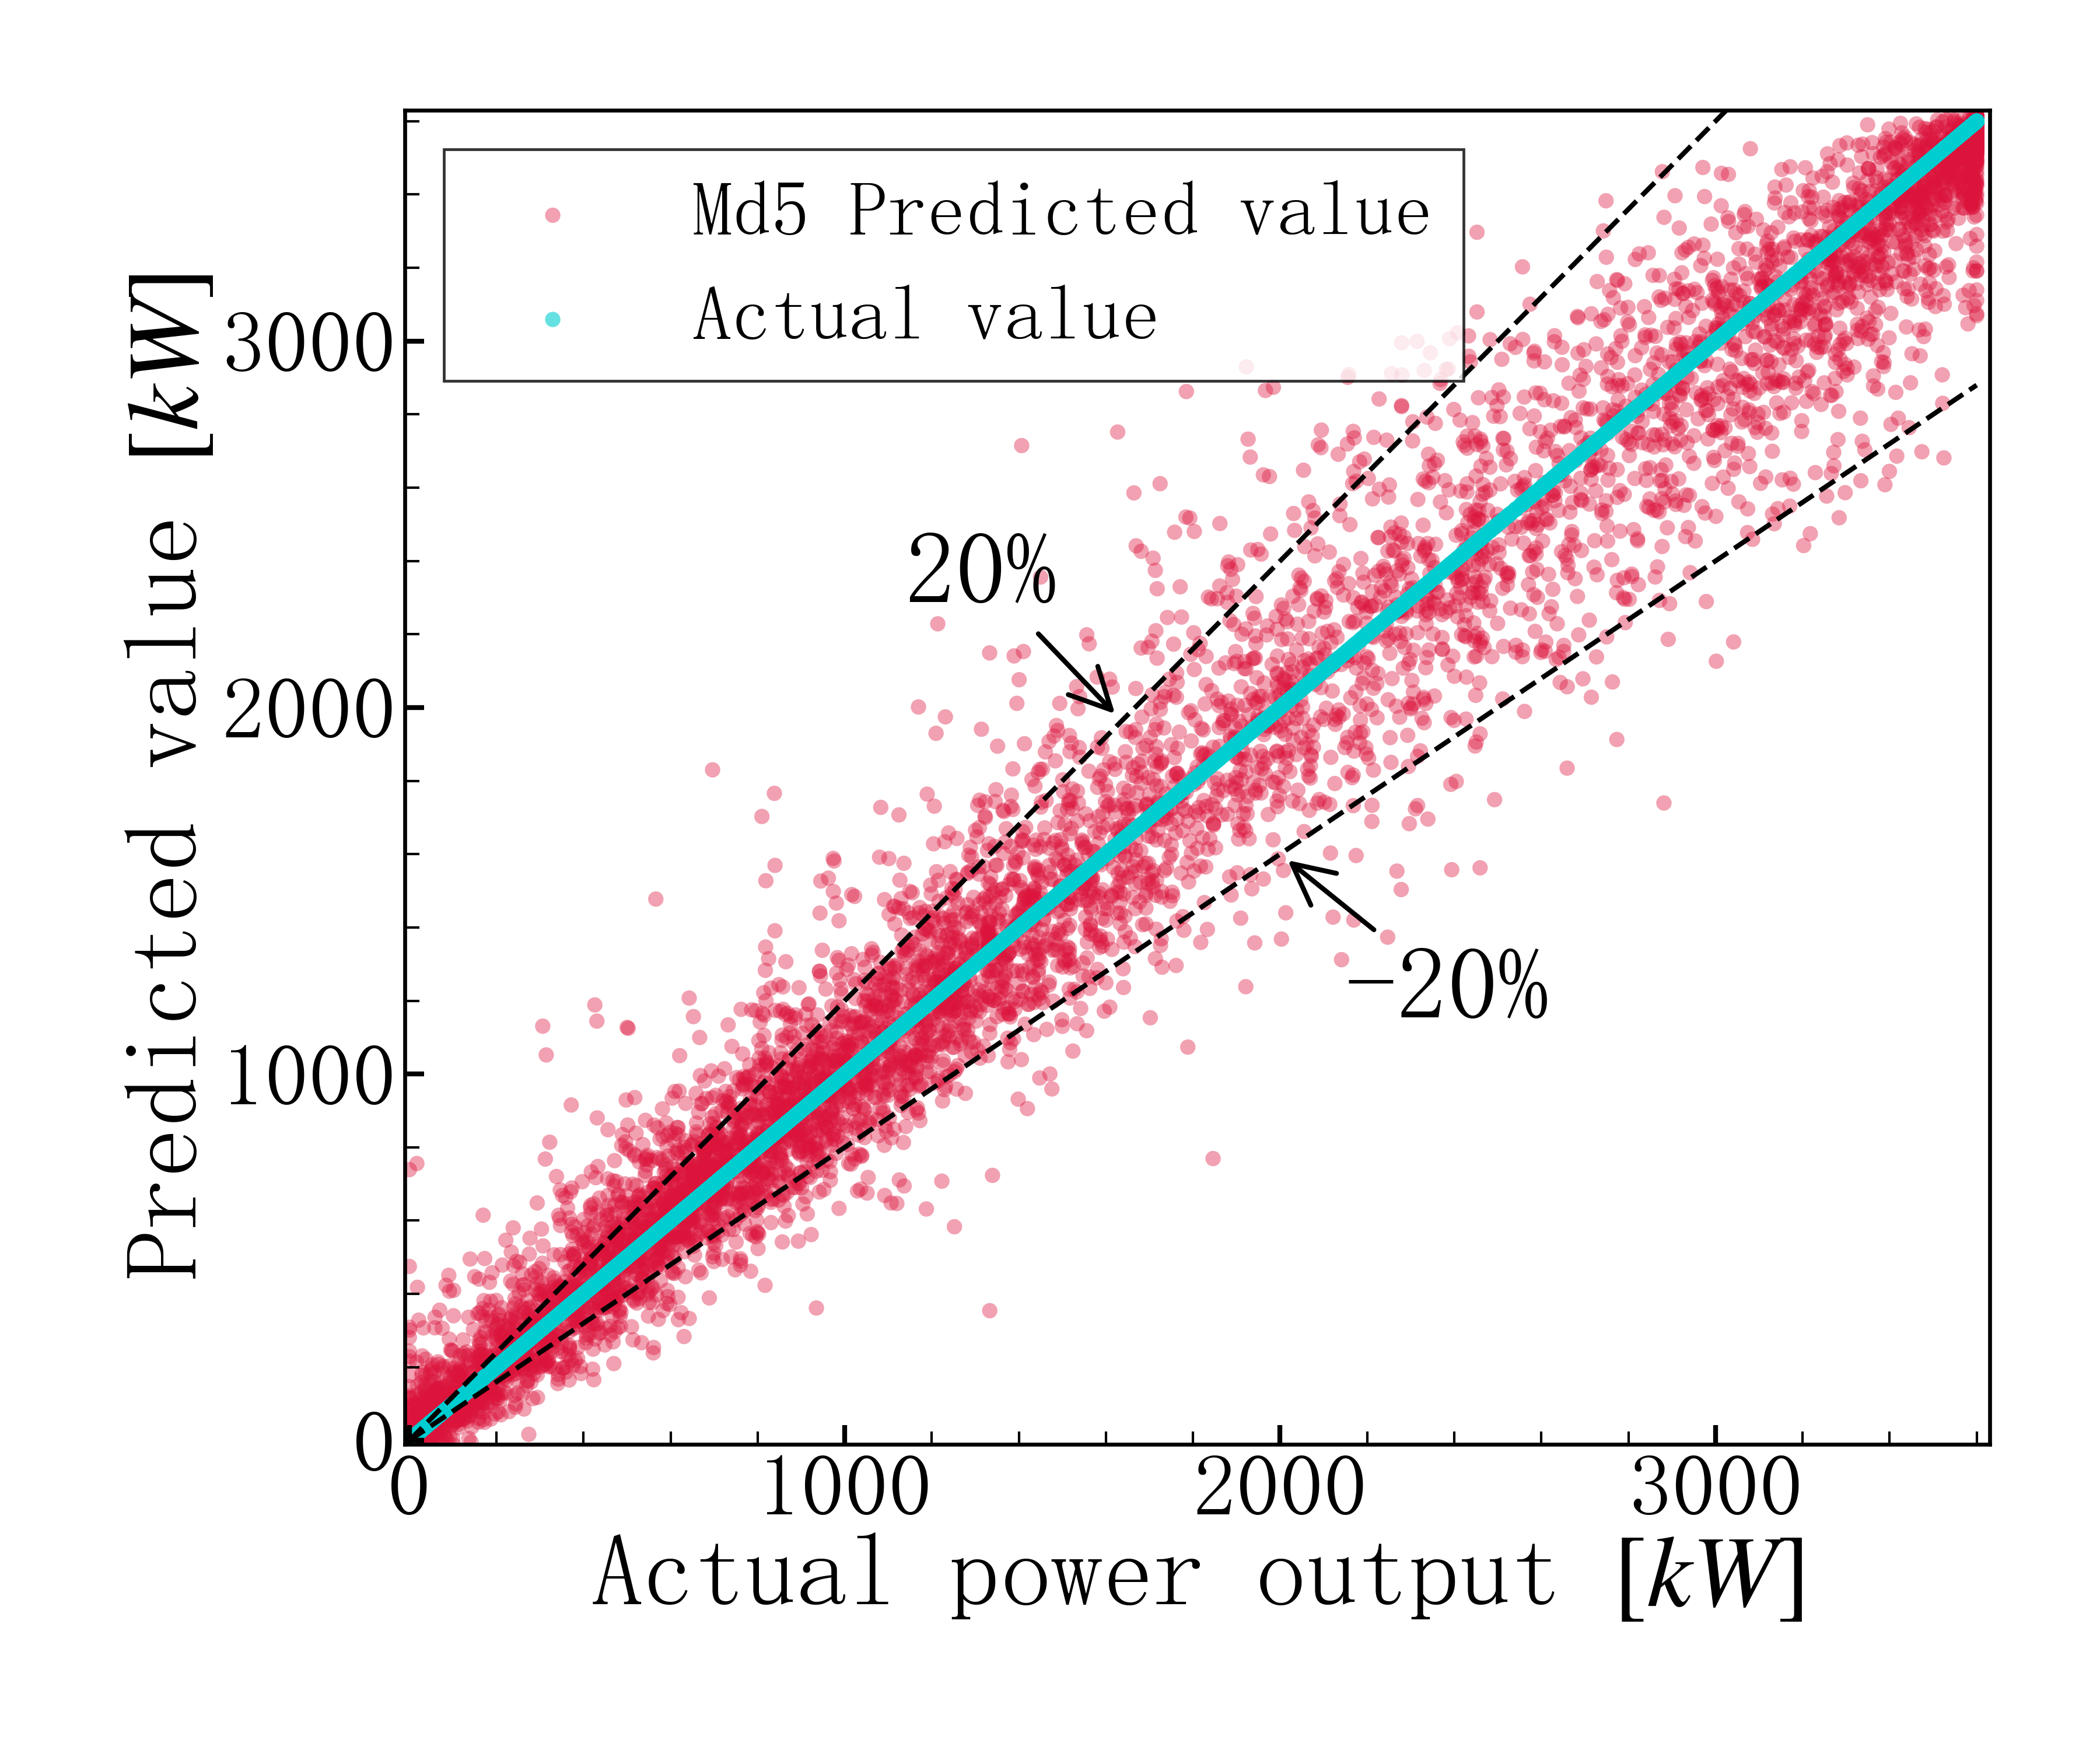 Md5 Predicted value
Actual value
20%
-20%
Predicted value [kW]
3000
2000
1000
0
0 1000 2000 3000
Actual power output [kW]